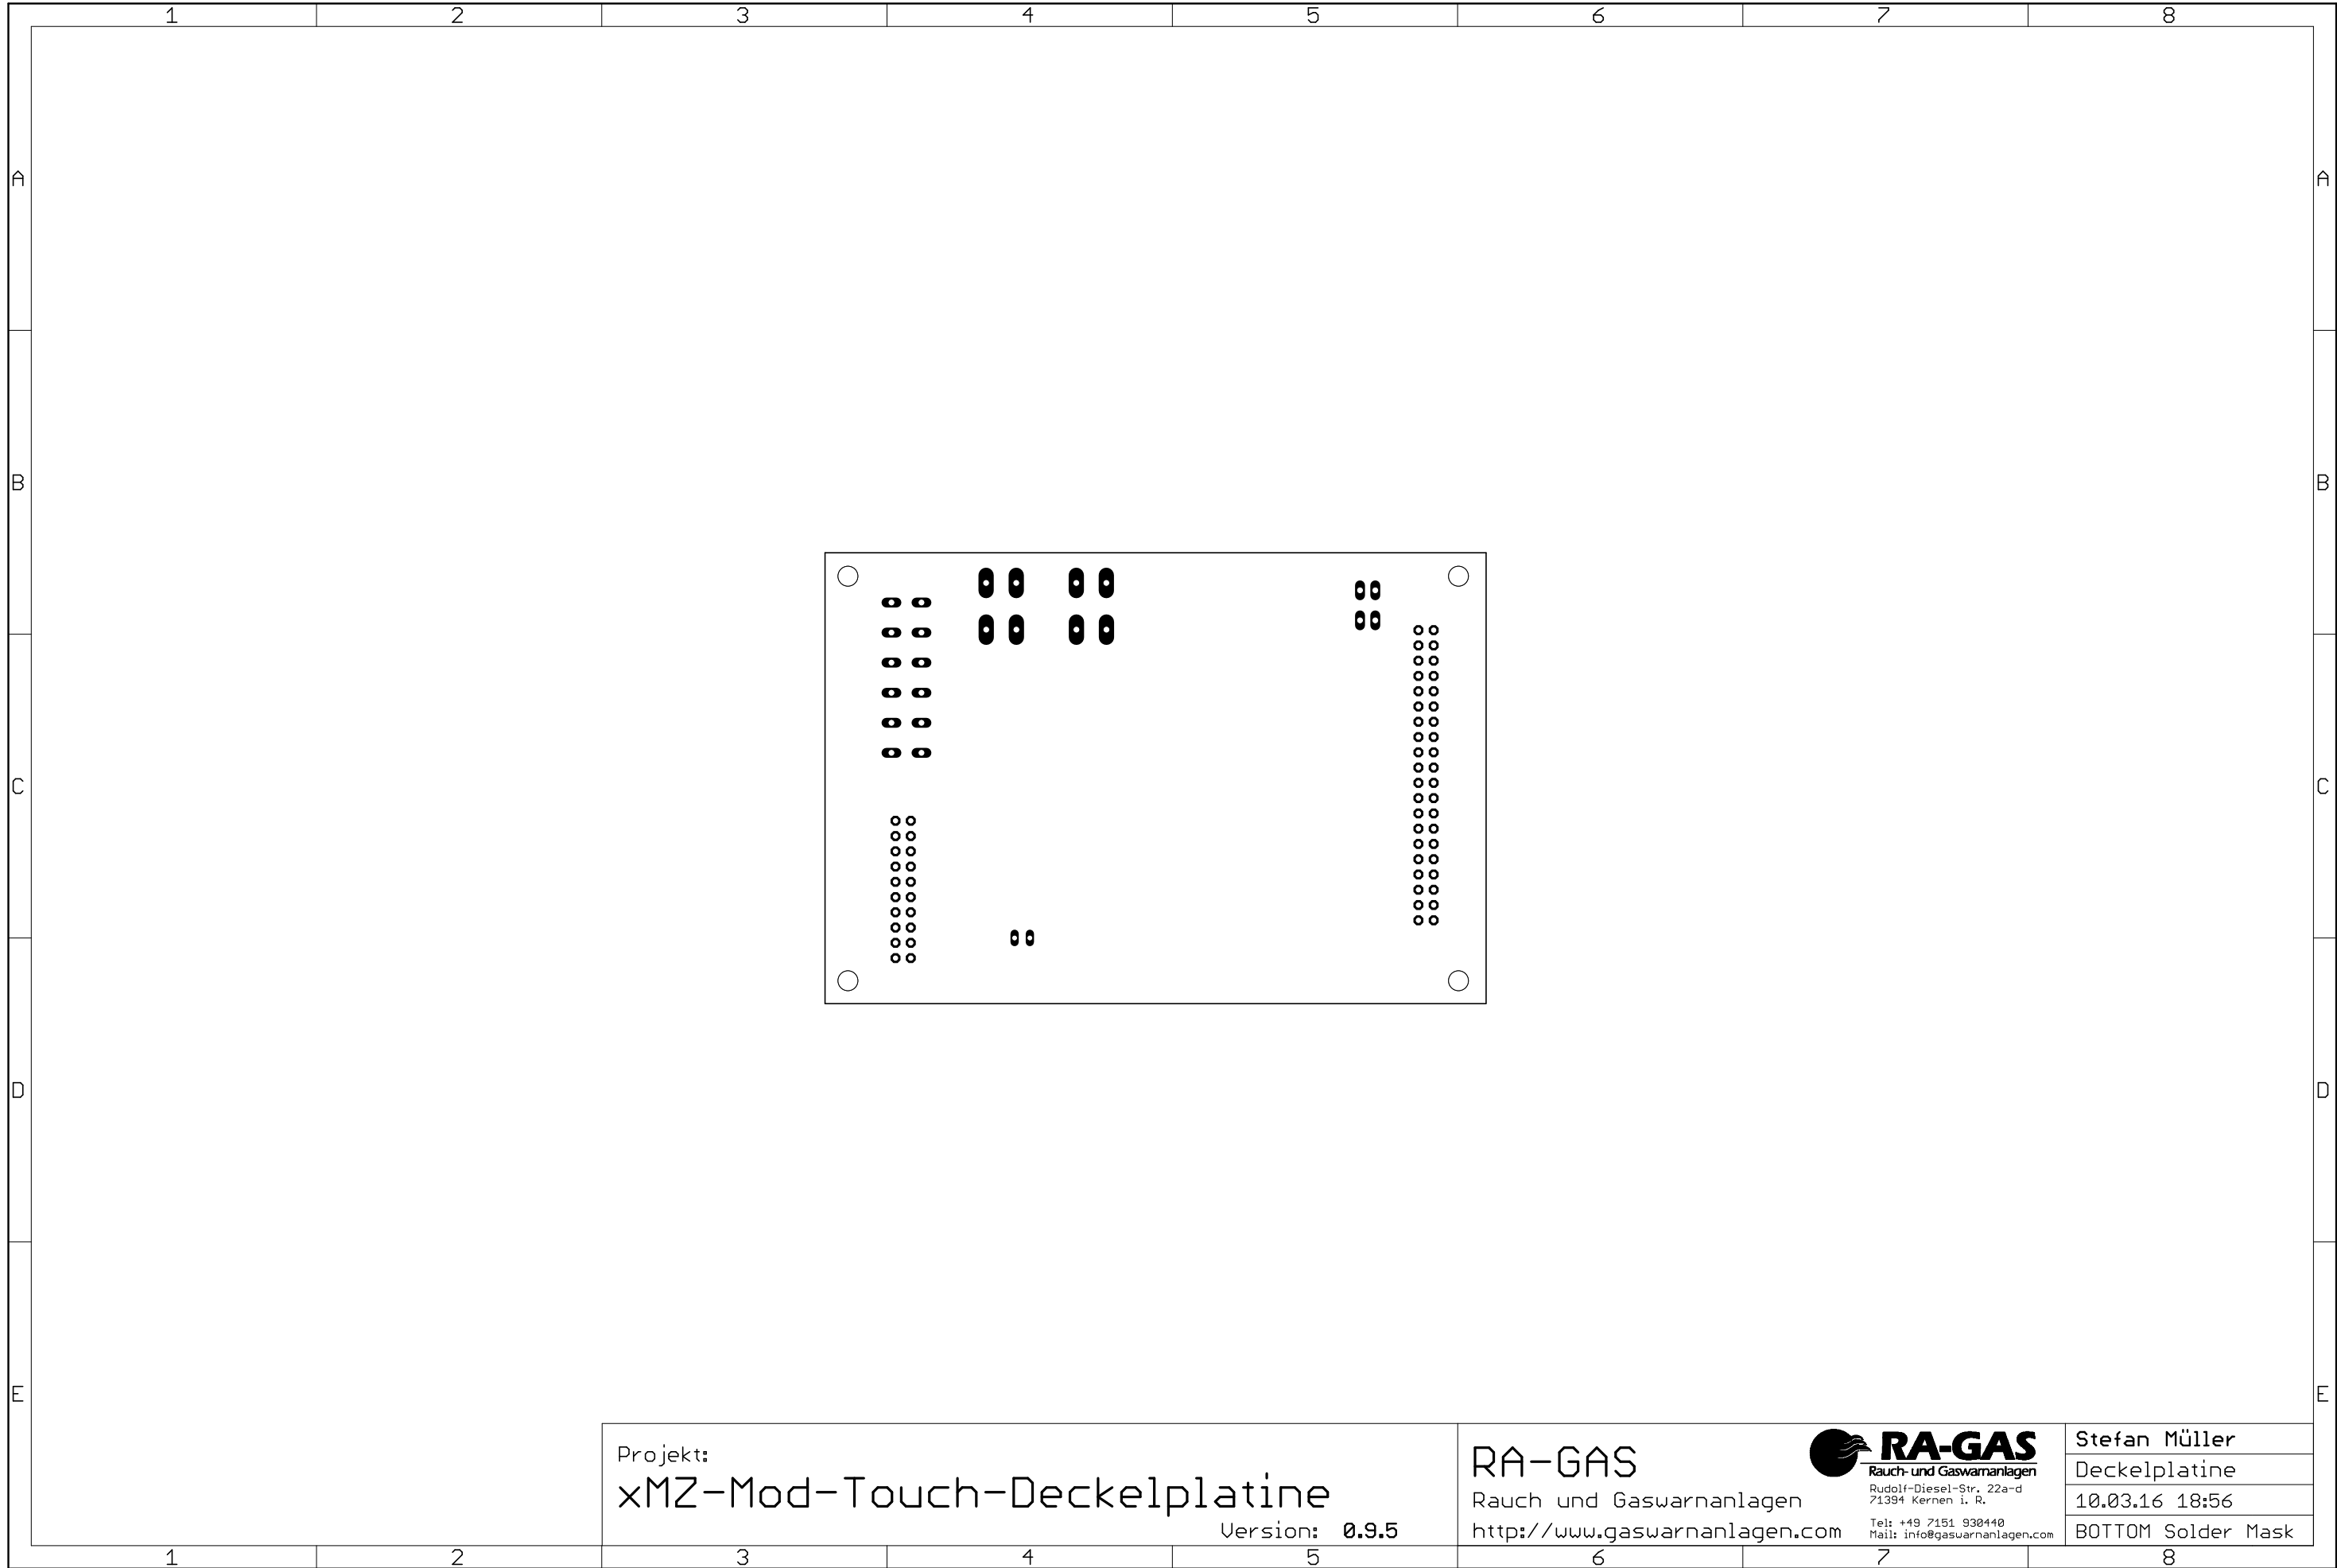 1 2 3 4 5 6 7 8
A A
B B
C C
D D
E E
Projekt:
xMZ-Mod-Touch-Deckelplatine
Version: 0.9.5
RA-GAS
Rauch und Gaswarnanlagen
http://www.gaswarnanlagen.com
RA-GAS
Rauch- und Gaswarnanlagen
Rudolf-Diesel-Str. 22a-d
71394 Kernen i. R.
Tel: +49 7151 930440
Mail: info@gaswarnanlagen.com
Stefan Müller
Deckelplatine
10.03.16 18:56
BOTTOM Solder Mask
1 2 3 4 5 6 7 8